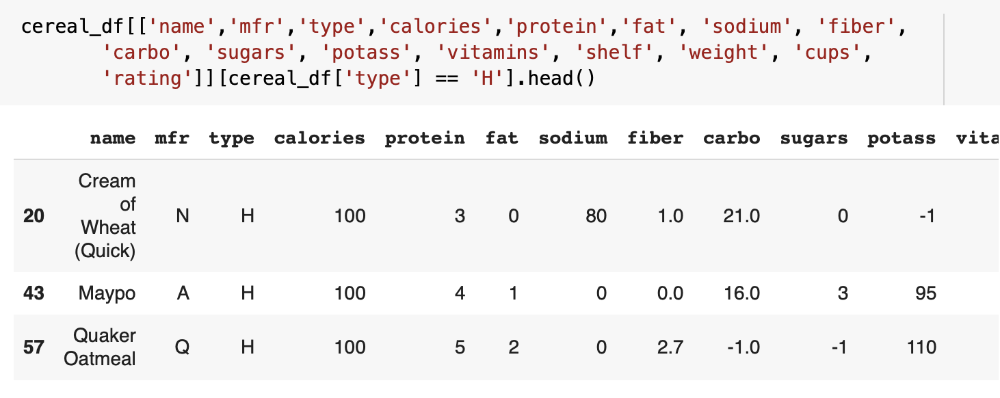 cereal_df[['name','mfr','type','calories','protein','fat', 'sodium', 'fiber',
'carbo', 'sugars', 'potass', 'vitamins', 'shelf', 'weight', 'cups',
'rating']][cereal_df['type'] == 'H'].head()
name mfr type calories protein fat sodium fiber carbo sugars potass vita
Cream
of
Wheat
(Quick)
20 N H 100 3 0 80 1.0 21.0 0 -1
43 Maypo A H 100 4 1 0 0.0 16.0 3 95
Quaker
Oatmeal
57 Q H 100 5 2 0 2.7 -1.0 -1 110